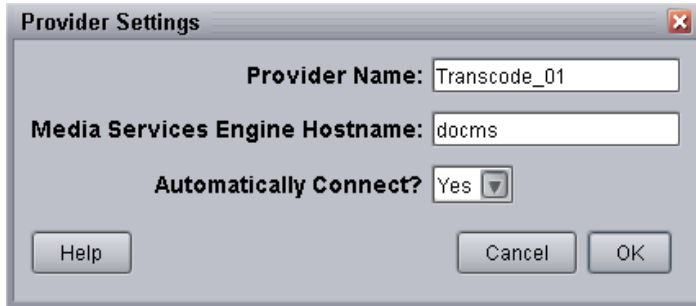 Provider Settings
Provider Name: Transcode_01
Media Services Engine Hostname: docms
Automatically Connect? Yes
Help Cancel OK